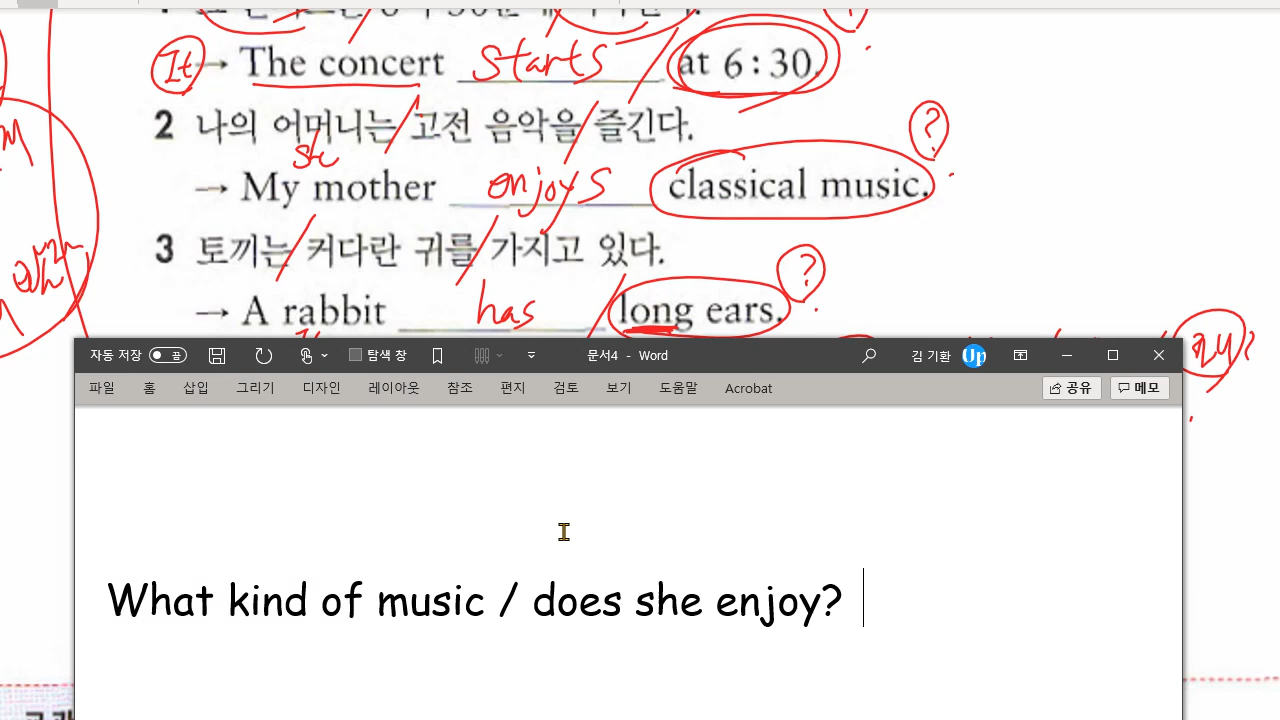 It → The concert starts at 6:30.
2 나의 어머니는 / 고전 음악을 / 즐긴다. ?
she
→ My mother enjoys classical music.
3 토끼는 / 커다란 귀를 / 가지고 있다. ?
→ A rabbit has / long ears.
자동 저장 끔 탐색 창 문서4 - Word 김 기환 Up
파일 홈 삽입 그리기 디자인 레이아웃 참조 편지 검토 보기 도움말 Acrobat 공유 메모
What kind of music / does she enjoy?